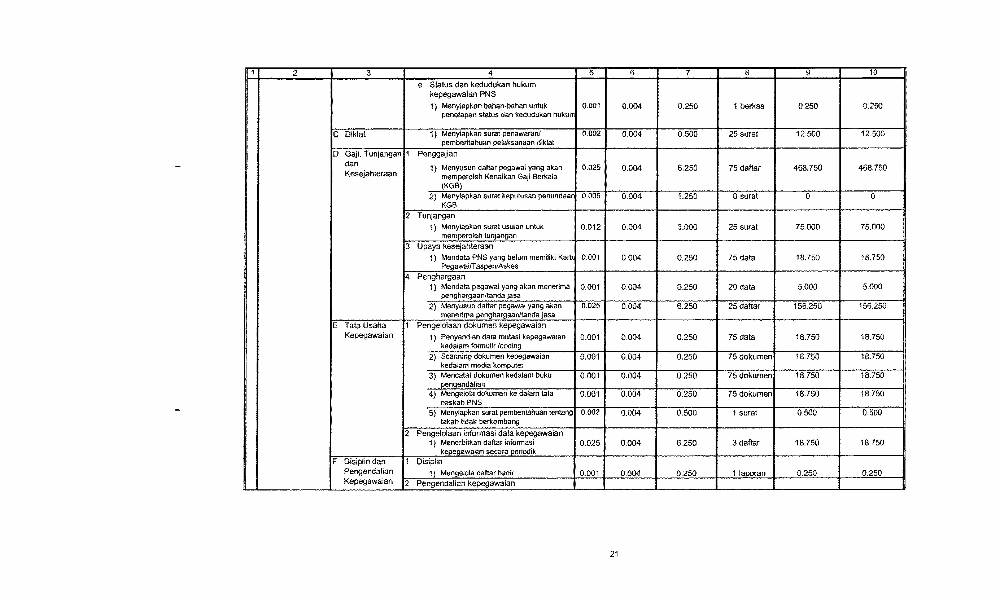 1 2 3 4 5 6 7 8 9 10
e Status dan kedudukan hukum
kepegawaian PNS
1) Menyiapkan bahan-bahan untuk 0.001 0.004 0.250 1 berkas 0.250 0.250
penetapan status dan kedudukan hukum
C Diklat 1) Menyiapkan surat penawaran/ 0.002 0.004 0.500 25 surat 12.500 12.500
pemberitahuan pelaksanaan diklat
D Gaji, Tunjangan 1 Penggajian
dan
Kesejahteraan
1) Menyusun daftar pegawai yang akan 0.025 0.004 6.250 75 daftar 468.750 468.750
memperoleh Kenaikan Gaji Berkala
(KGB)
2) Menyiapkan surat keputusan penundaan 0.005 0.004 1.250 0 surat 0 0
KGB
2 Tunjangan
1) Menyiapkan surat usulan untuk 0.012 0.004 3.000 25 surat 75.000 75.000
memperoleh tunjangan
3 Upaya kesejahteraan
1) Mendata PNS yang belum memiliki Kartu 0.001 0.004 0.250 75 data 18.750 18.750
Pegawai/Taspen/Askes
4 Penghargaan
1) Mendata pegawai yang akan menerima 0.001 0.004 0.250 20 data 5.000 5.000
penghargaan/tanda jasa
2) Menyusun daftar pegawai yang akan 0.025 0.004 6.250 25 daftar 156.250 156.250
menerima penghargaan/tanda jasa
E Tata Usaha 1 Pengelolaan dokumen kepegawaian
Kepegawaian
1) Penyandian data mutasi kepegawaian 0.001 0.004 0.250 75 data 18.750 18.750
kedalam formulir /coding
2) Scanning dokumen kepegawaian 0.001 0.004 0.250 75 dokumen 18.750 18.750
kedalam media komputer
3) Mencatat dokumen kedalam buku 0.001 0.004 0.250 75 dokumen 18.750 18.750
pengendalian
4) Mengelola dokumen ke dalam tata 0.001 0.004 0.250 75 dokumen 18.750 18.750
naskah PNS
5) Menyiapkan surat pemberitahuan tentang 0.002 0.004 0.500 1 surat 0.500 0.500
takah tidak berkembang
2 Pengelolaan informasi data kepegawaian
1) Menerbitkan daftar informasi 0.025 0.004 6.250 3 daftar 18.750 18.750
kepegawaian secara periodik
F Disiplin dan 1 Disiplin
Pengendalian
Kepegawaian
1) Mengelola daftar hadir 0.001 0.004 0.250 1 laporan 0.250 0.250
2 Pengendalian kepegawaian
21